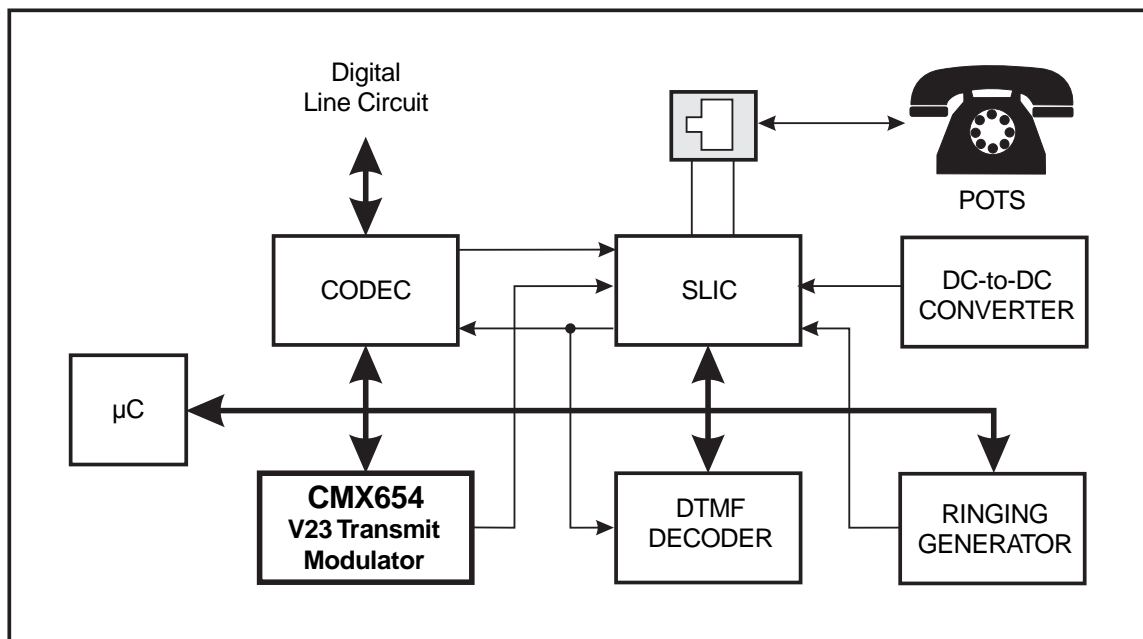 Digital
Line Circuit
POTS
CODEC
SLIC
DC-to-DC
CONVERTER
µC
CMX654
V23 Transmit
Modulator
DTMF
DECODER
RINGING
GENERATOR